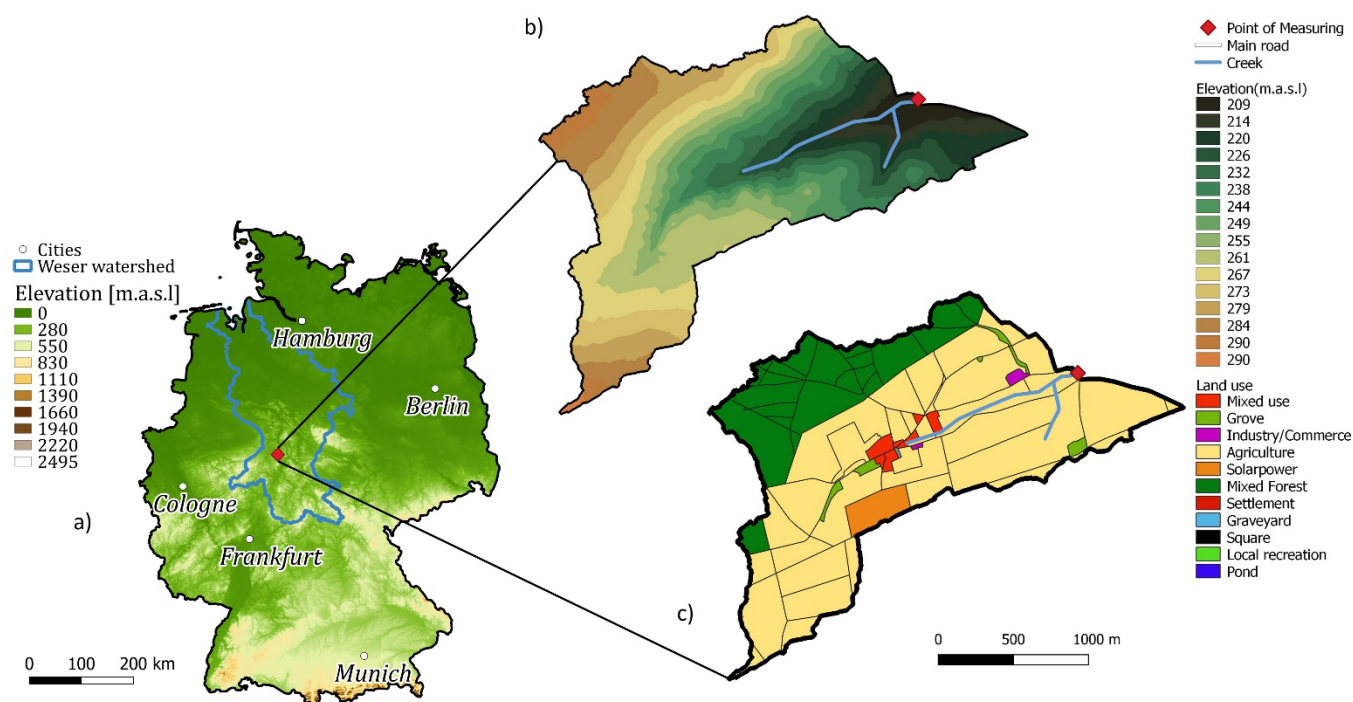 b)
Point of Measuring
Main road
Creek
Elevation(m.a.s.l)
209
214
220
226
232
238
244
249
255
261
267
273
279
284
290
290
Cities
Weser watershed
Elevation [m.a.s.l]
0
280
550
830
1110
1390
1660
1940
2220
2495
Hamburg
Berlin
Cologne
a)
Frankfurt
Munich
0 100 200 km
Land use
Mixed use
Grove
Industry/Commerce
Agriculture
Solarpower
Mixed Forest
Settlement
Graveyard
Square
Local recreation
Pond
c)
0 500 1000 m